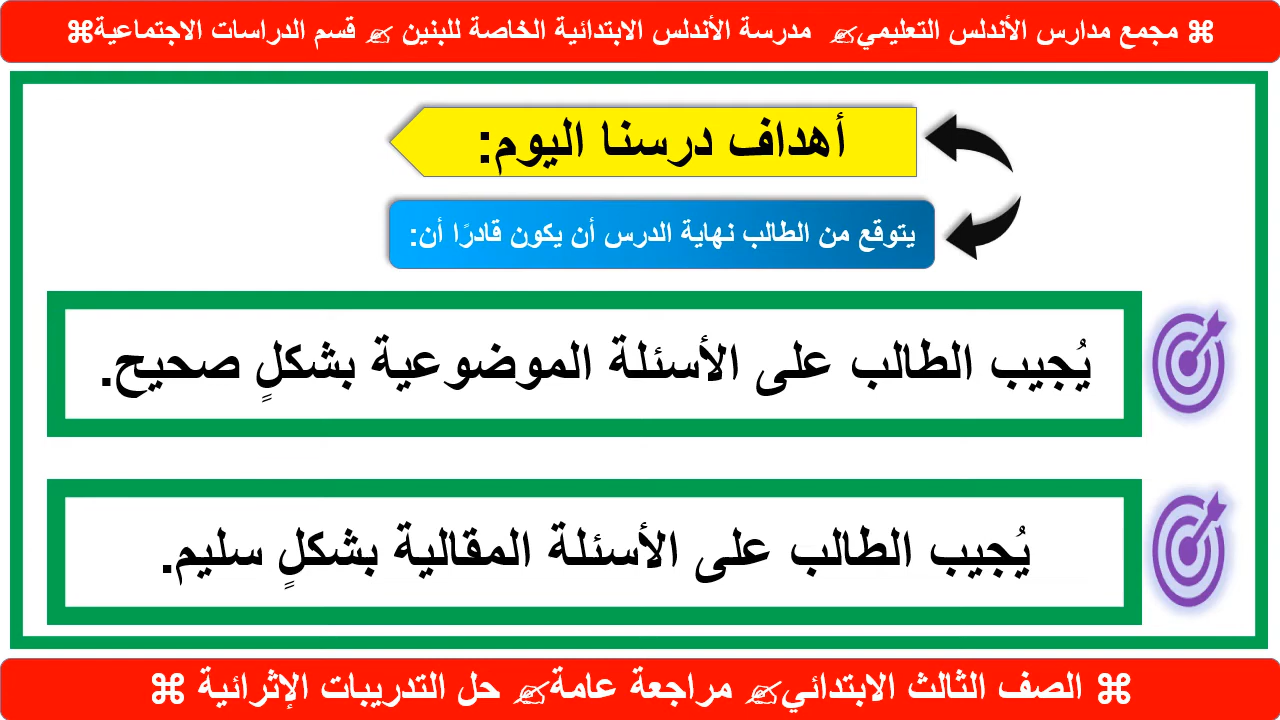 ⌘ مجمع مدارس الأندلس التعليمي✍ مدرسة الأندلس الابتدائية الخاصة للبنين ✍ قسم الدراسات الاجتماعية⌘
أهداف درسنا اليوم:
يتوقع من الطالب نهاية الدرس أن يكون قادرًا أن:
يُجيب الطالب على الأسئلة الموضوعية بشكلٍ صحيح.
يُجيب الطالب على الأسئلة المقالية بشكلٍ سليم.
⌘ الصف الثالث الابتدائي✍ مراجعة عامة✍ حل التدريبات الإثرائية ⌘